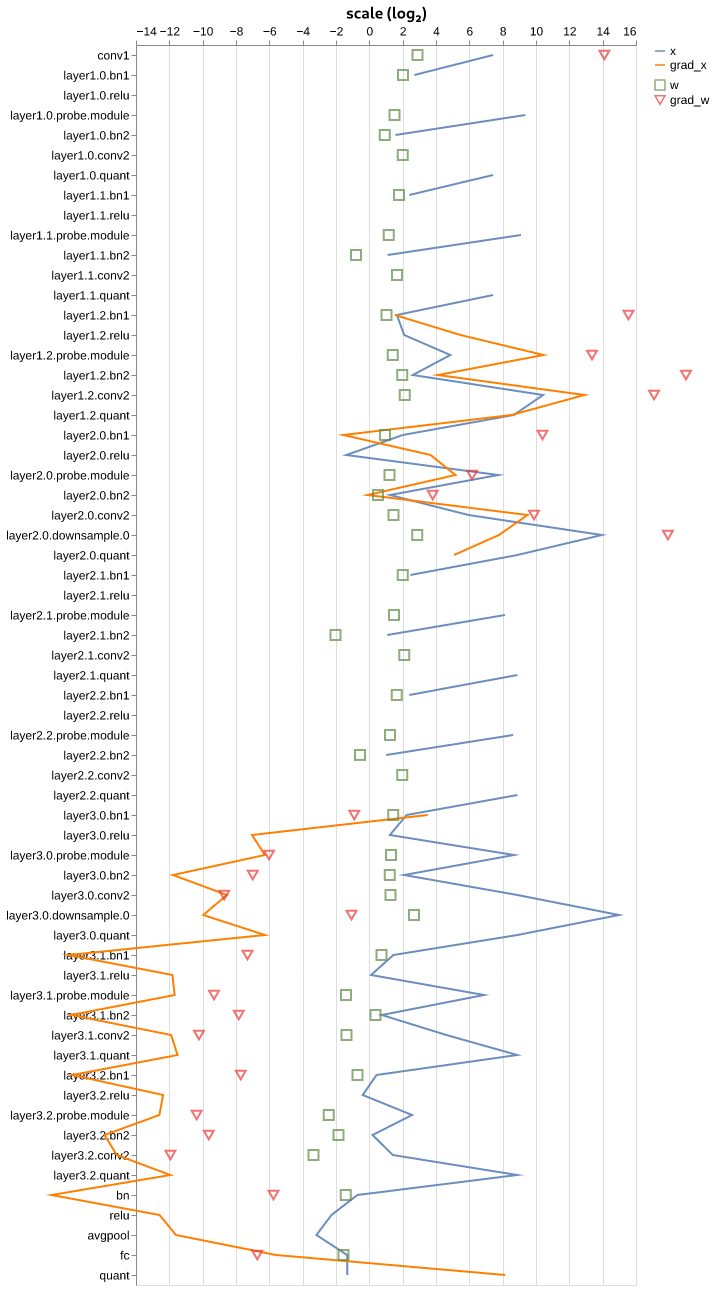 scale (log₂)
−14 −12 −10 −8 −6 −4 −2 0 2 4 6 8 10 12 14 16
x
grad_x
w
grad_w
conv1
layer1.0.bn1
layer1.0.relu
layer1.0.probe.module
layer1.0.bn2
layer1.0.conv2
layer1.0.quant
layer1.1.bn1
layer1.1.relu
layer1.1.probe.module
layer1.1.bn2
layer1.1.conv2
layer1.1.quant
layer1.2.bn1
layer1.2.relu
layer1.2.probe.module
layer1.2.bn2
layer1.2.conv2
layer1.2.quant
layer2.0.bn1
layer2.0.relu
layer2.0.probe.module
layer2.0.bn2
layer2.0.conv2
layer2.0.downsample.0
layer2.0.quant
layer2.1.bn1
layer2.1.relu
layer2.1.probe.module
layer2.1.bn2
layer2.1.conv2
layer2.1.quant
layer2.2.bn1
layer2.2.relu
layer2.2.probe.module
layer2.2.bn2
layer2.2.conv2
layer2.2.quant
layer3.0.bn1
layer3.0.relu
layer3.0.probe.module
layer3.0.bn2
layer3.0.conv2
layer3.0.downsample.0
layer3.0.quant
layer3.1.bn1
layer3.1.relu
layer3.1.probe.module
layer3.1.bn2
layer3.1.conv2
layer3.1.quant
layer3.2.bn1
layer3.2.relu
layer3.2.probe.module
layer3.2.bn2
layer3.2.conv2
layer3.2.quant
bn
relu
avgpool
fc
quant